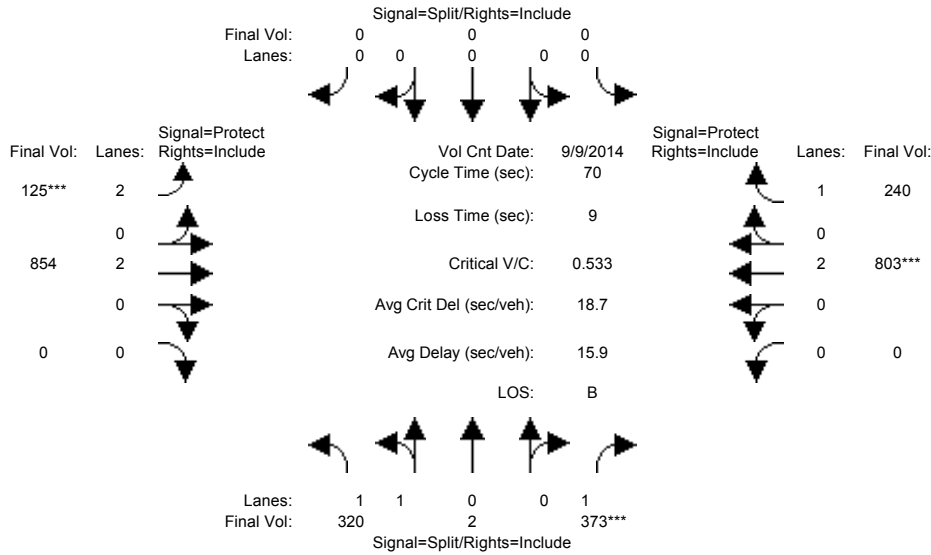 Signal=Split/Rights=Include
Final Vol: 0 0 0
Lanes: 0 0 0 0 0
Signal=Protect Signal=Protect
Final Vol: Lanes: Rights=Include Vol Cnt Date: 9/9/2014 Rights=Include Lanes: Final Vol:
Cycle Time (sec): 70
125*** 2 1 240
Loss Time (sec): 9
0 0
854 2 Critical V/C: 0.533 2 803***
0 Avg Crit Del (sec/veh): 18.7 0
0 0 Avg Delay (sec/veh): 15.9 0 0
LOS: B
Lanes: 1 1 0 0 1
Final Vol: 320 2 373***
Signal=Split/Rights=Include